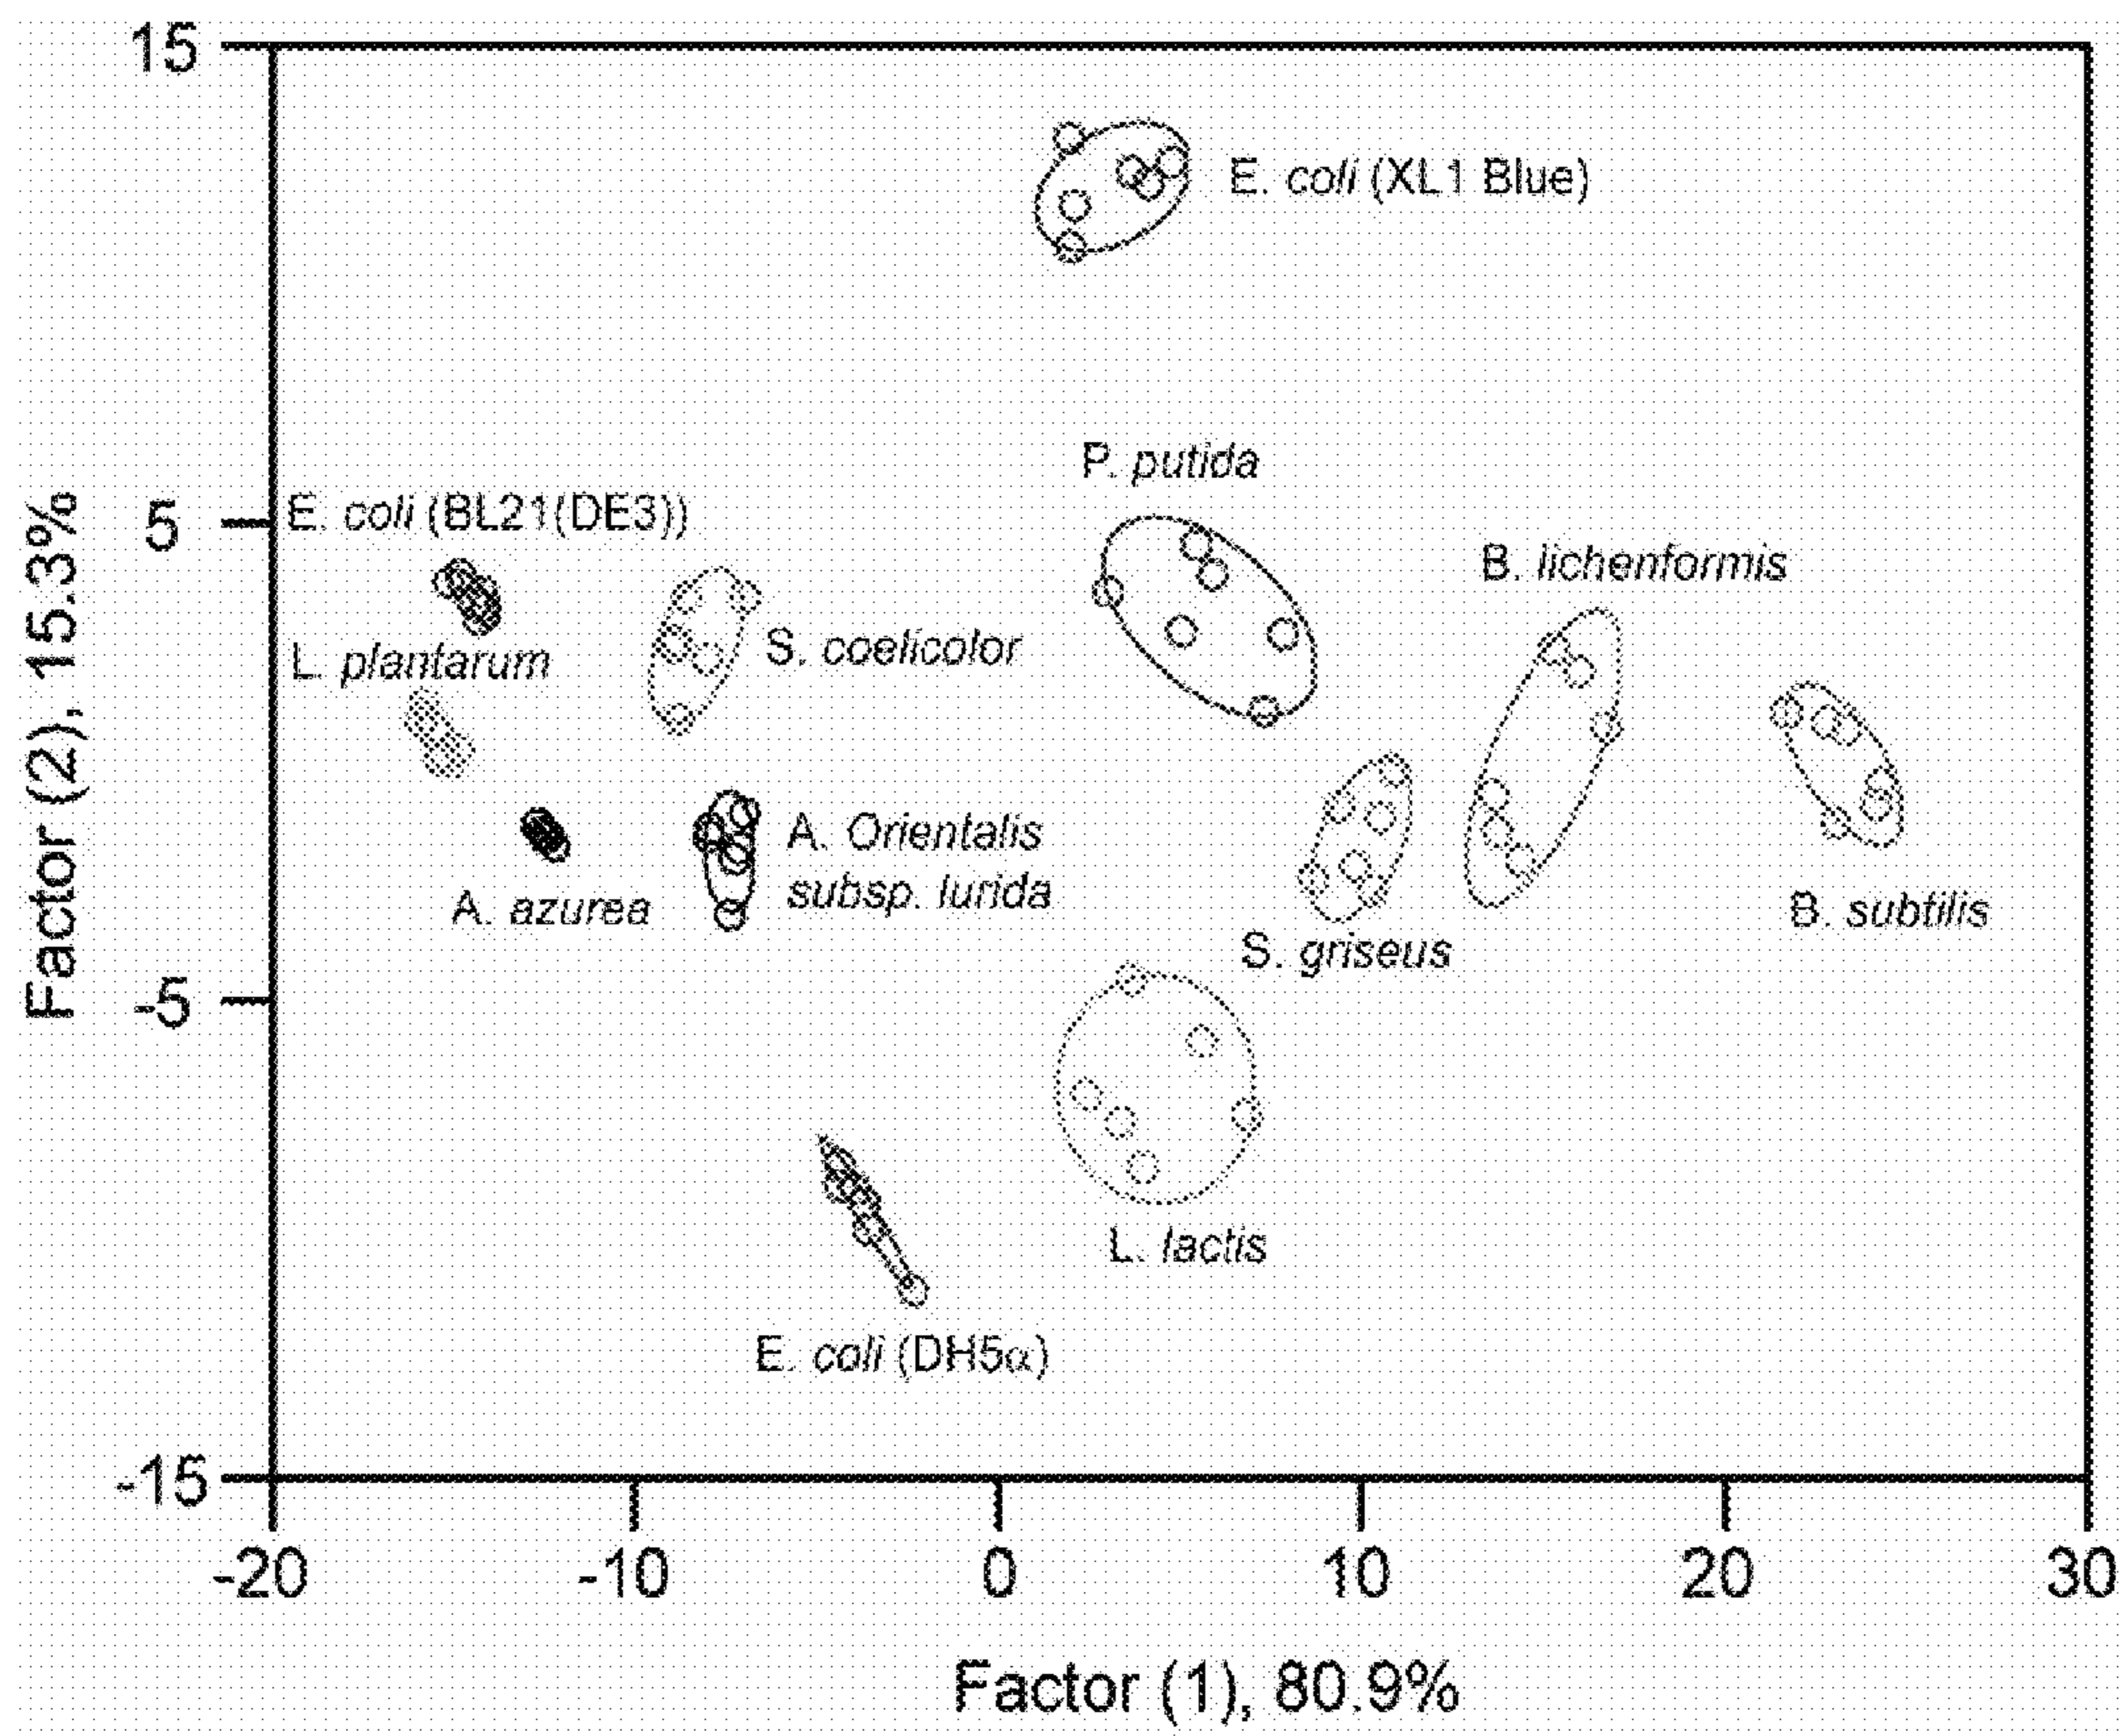 15
E. coli (XL1 Blue)
P. putida
E. coli (BL21(DE3))
5
B. lichenformis
L. plantarum
S. coelicolor
Factor (2), 15.3%
A. Orientalis
subsp. lurida
A. azurea
B. subtilis
S. griseus
-5
L. lactis
E. coli (DH5α)
-15
-20
-10
0
10
20
30
Factor (1), 80.9%